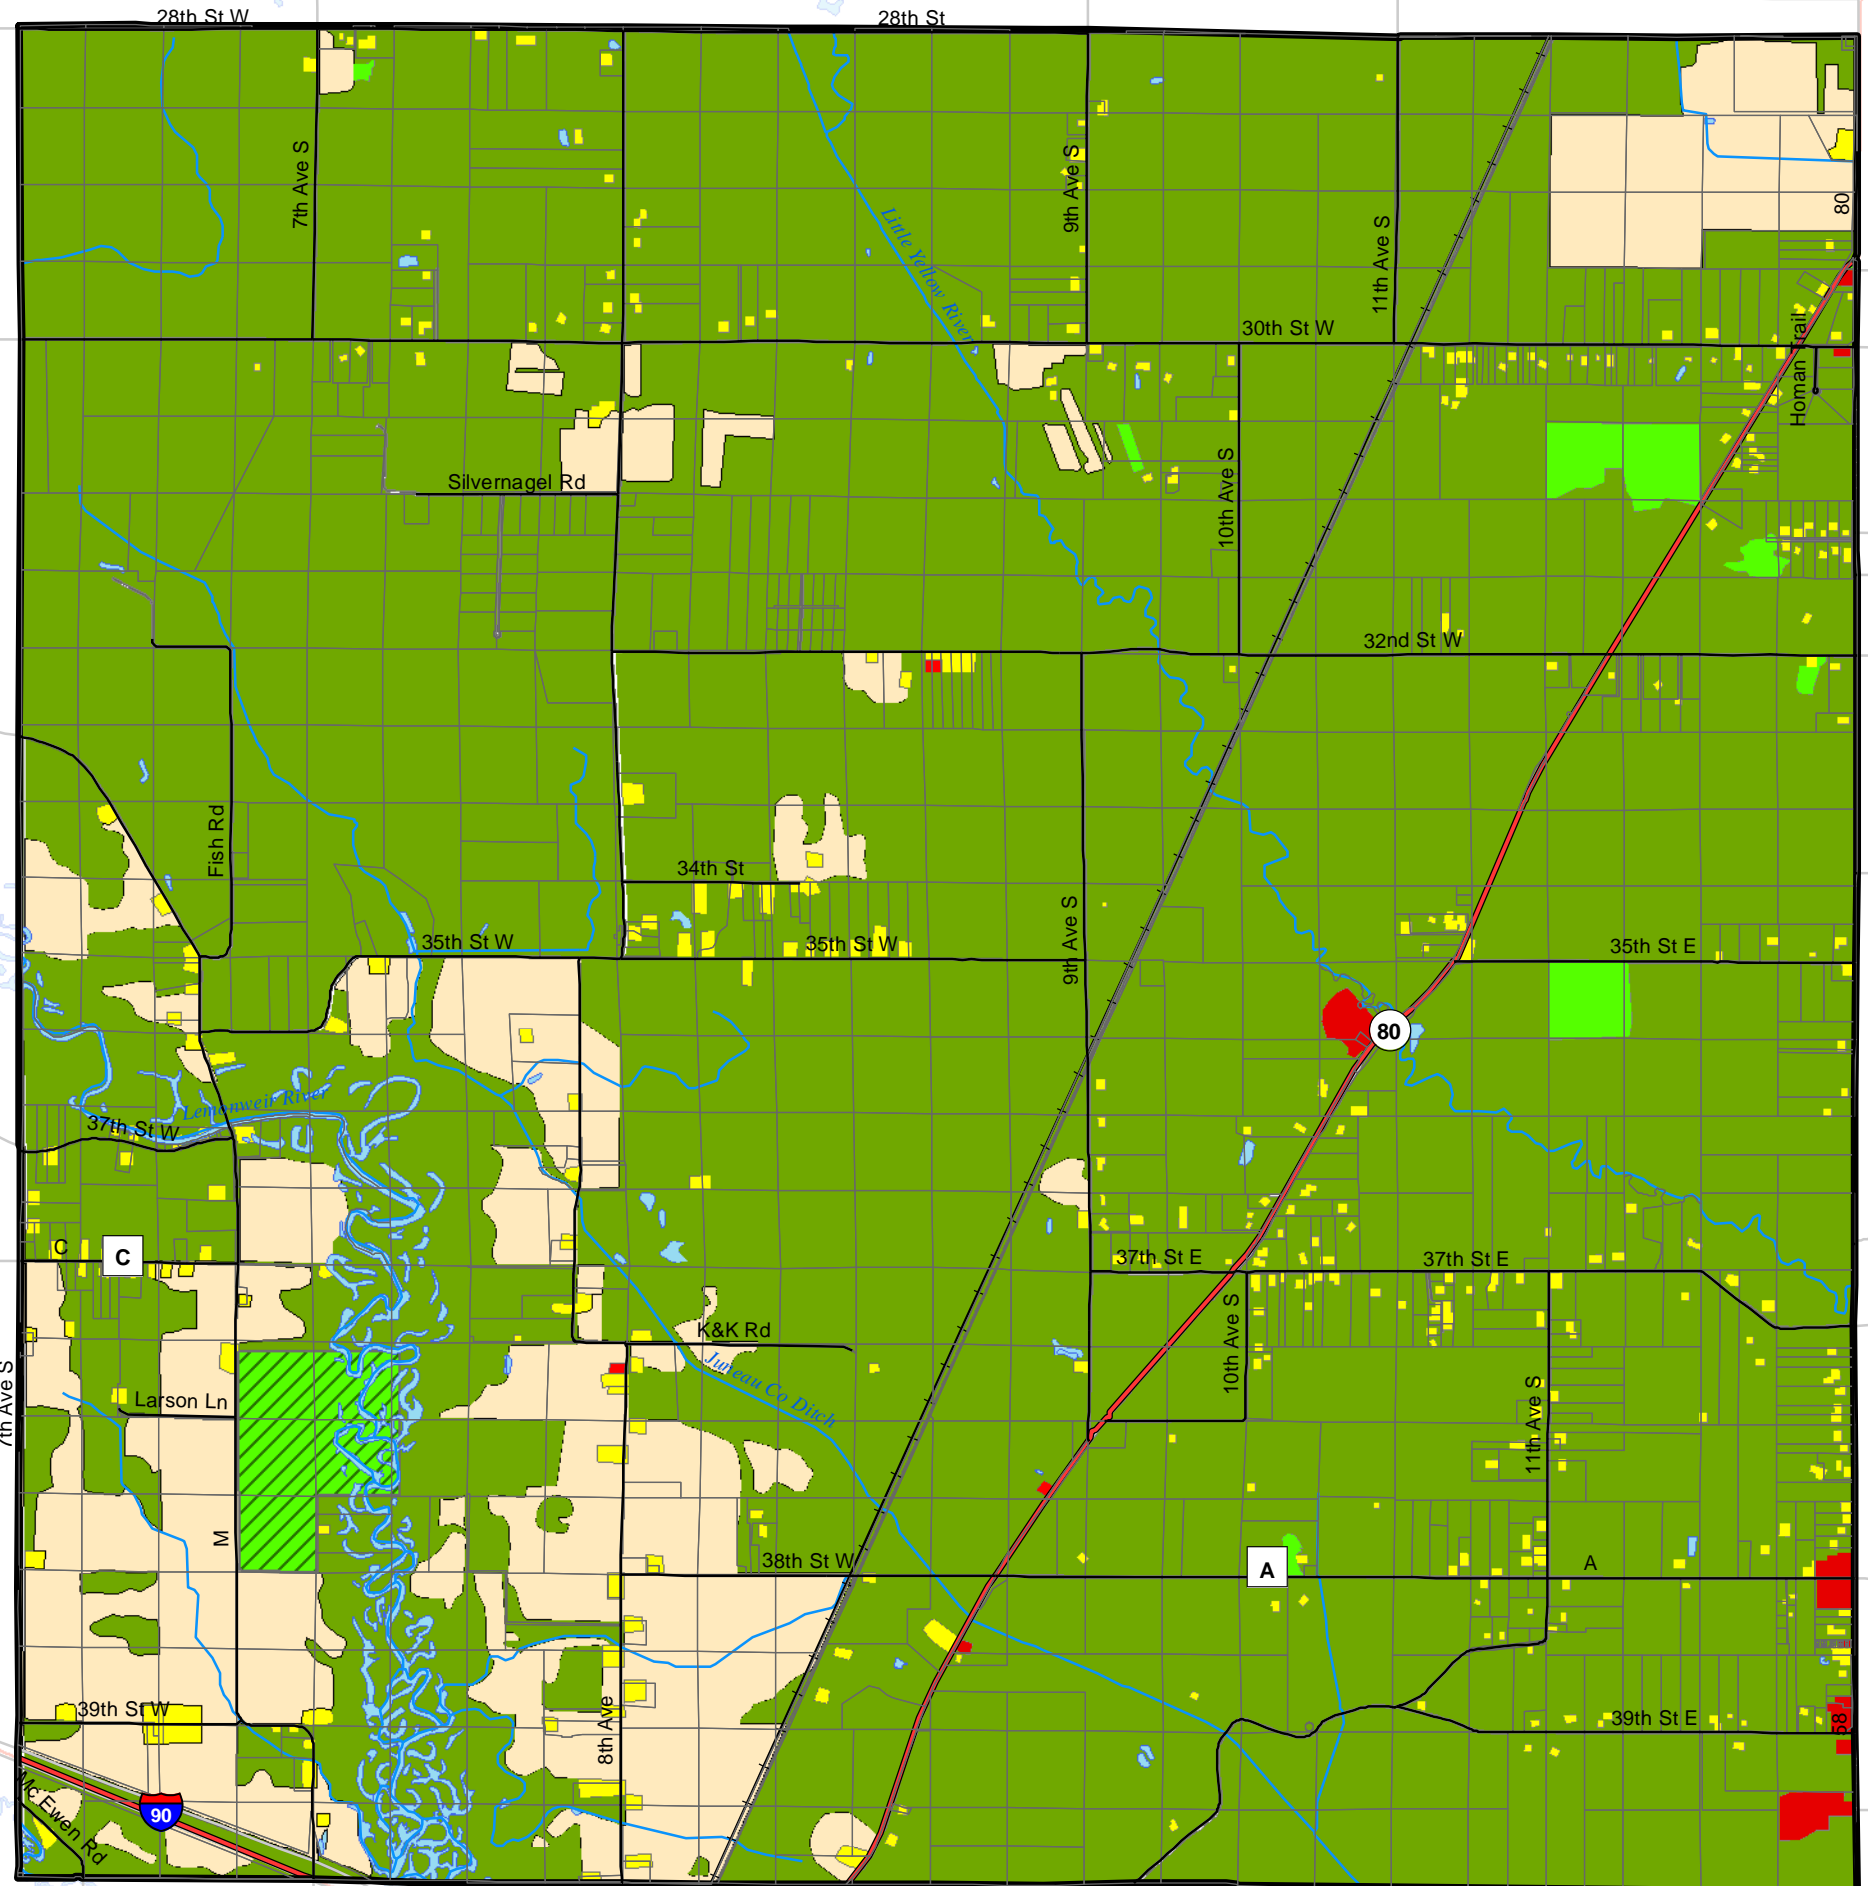 28th St W
28th St
7th Ave S
9th Ave S
11th Ave S
80
Little Yellow River
30th St W
Homan Trail
Silvernagel Rd
10th Ave S
32nd St W
Fish Rd
34th St
35th St W
35th St W
9th Ave S
35th St E
80
Lemonweir River
37th St W
C
C
37th St E
37th St E
K&K Rd
10th Ave S
Juneau Co Ditch
7th Ave S
Larson Ln
11th Ave S
M
38th St W
A
A
39th St W
8th Ave
39th St E
58
90
Mc Ewen Rd